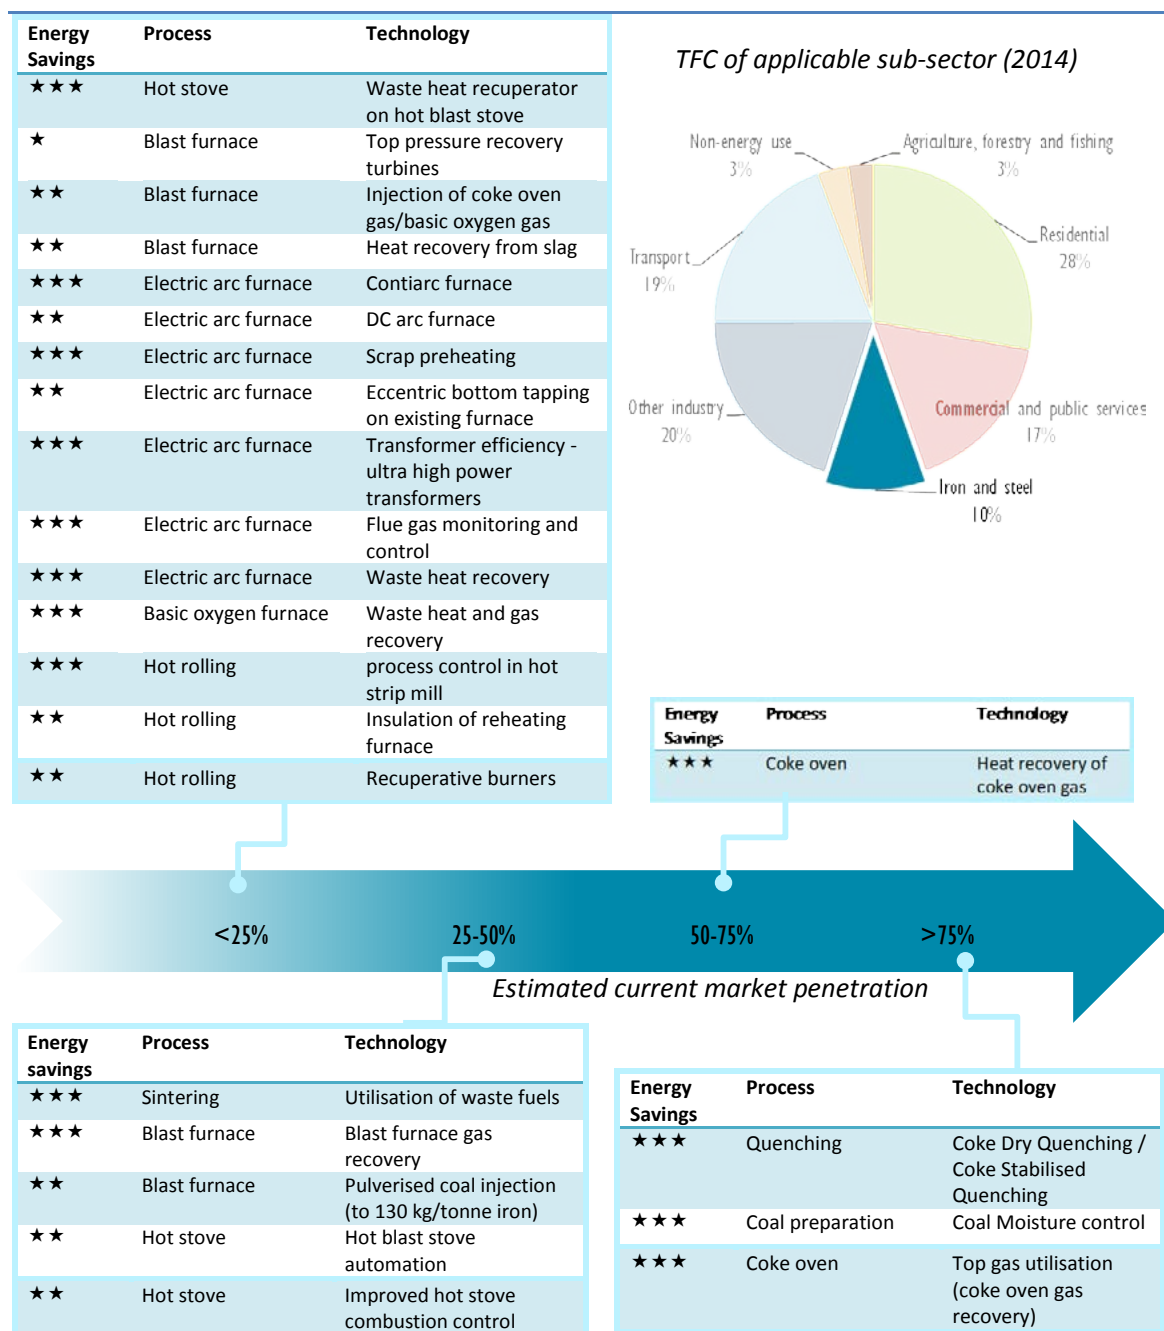 Energy Savings Process Technology
★★★ Hot stove Waste heat recuperator
on hot blast stove
★ Blast furnace Top pressure recovery
turbines
★★ Blast furnace Injection of coke oven
gas/basic oxygen gas
★★ Blast furnace Heat recovery from slag
★★★ Electric arc furnace Contiarc furnace
★★ Electric arc furnace DC arc furnace
★★★ Electric arc furnace Scrap preheating
★★ Electric arc furnace Eccentric bottom tapping
on existing furnace
★★★ Electric arc furnace Transformer efficiency -
ultra high power
transformers
★★★ Electric arc furnace Flue gas monitoring and
control
★★★ Electric arc furnace Waste heat recovery
★★★ Basic oxygen furnace Waste heat and gas
recovery
★★★ Hot rolling process control in hot
strip mill
★★ Hot rolling Insulation of reheating
furnace
★★ Hot rolling Recuperative burners
TFC of applicable sub-sector (2014)
Non-energy use
3%
Agriculture, forestry and fishing
3%
Residential
28%
Transport
19%
Other industry
20%
Commercial and public services
17%
Iron and steel
10%
Energy Savings Process Technology
★★★ Coke oven Heat recovery of
coke oven gas
<25% 25-50% 50-75% >75%
Estimated current market penetration
Energy savings Process Technology
★★★ Sintering Utilisation of waste fuels
★★★ Blast furnace Blast furnace gas
recovery
★★ Blast furnace Pulverised coal injection
(to 130 kg/tonne iron)
★★ Hot stove Hot blast stove
automation
★★ Hot stove Improved hot stove
combustion control
Energy Savings Process Technology
★★★ Quenching Coke Dry Quenching /
Coke Stabilised
Quenching
★★★ Coal preparation Coal Moisture control
★★★ Coke oven Top gas utilisation
(coke oven gas
recovery)